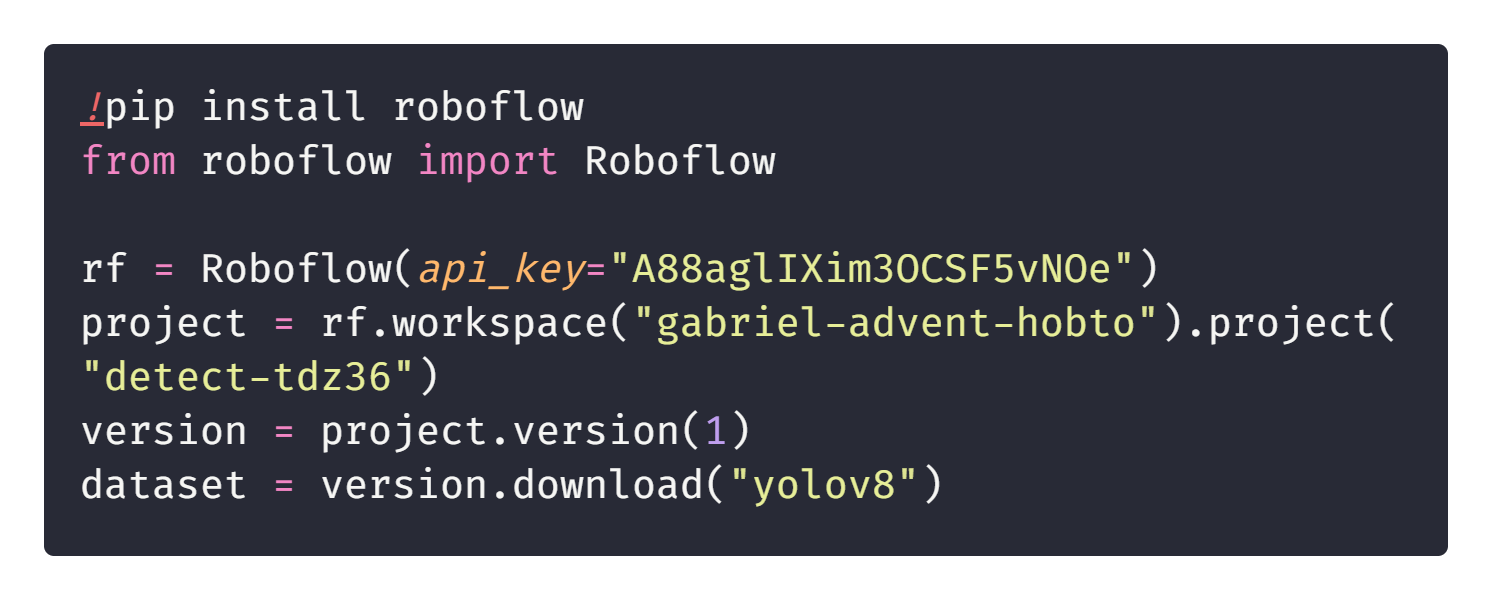 !pip install roboflow
from roboflow import Roboflow
rf = Roboflow(api_key="A88aglIXim3OCSF5vNOe")
project = rf.workspace("gabriel-advent-hobto").project(
"detect-tdz36")
version = project.version(1)
dataset = version.download("yolov8")